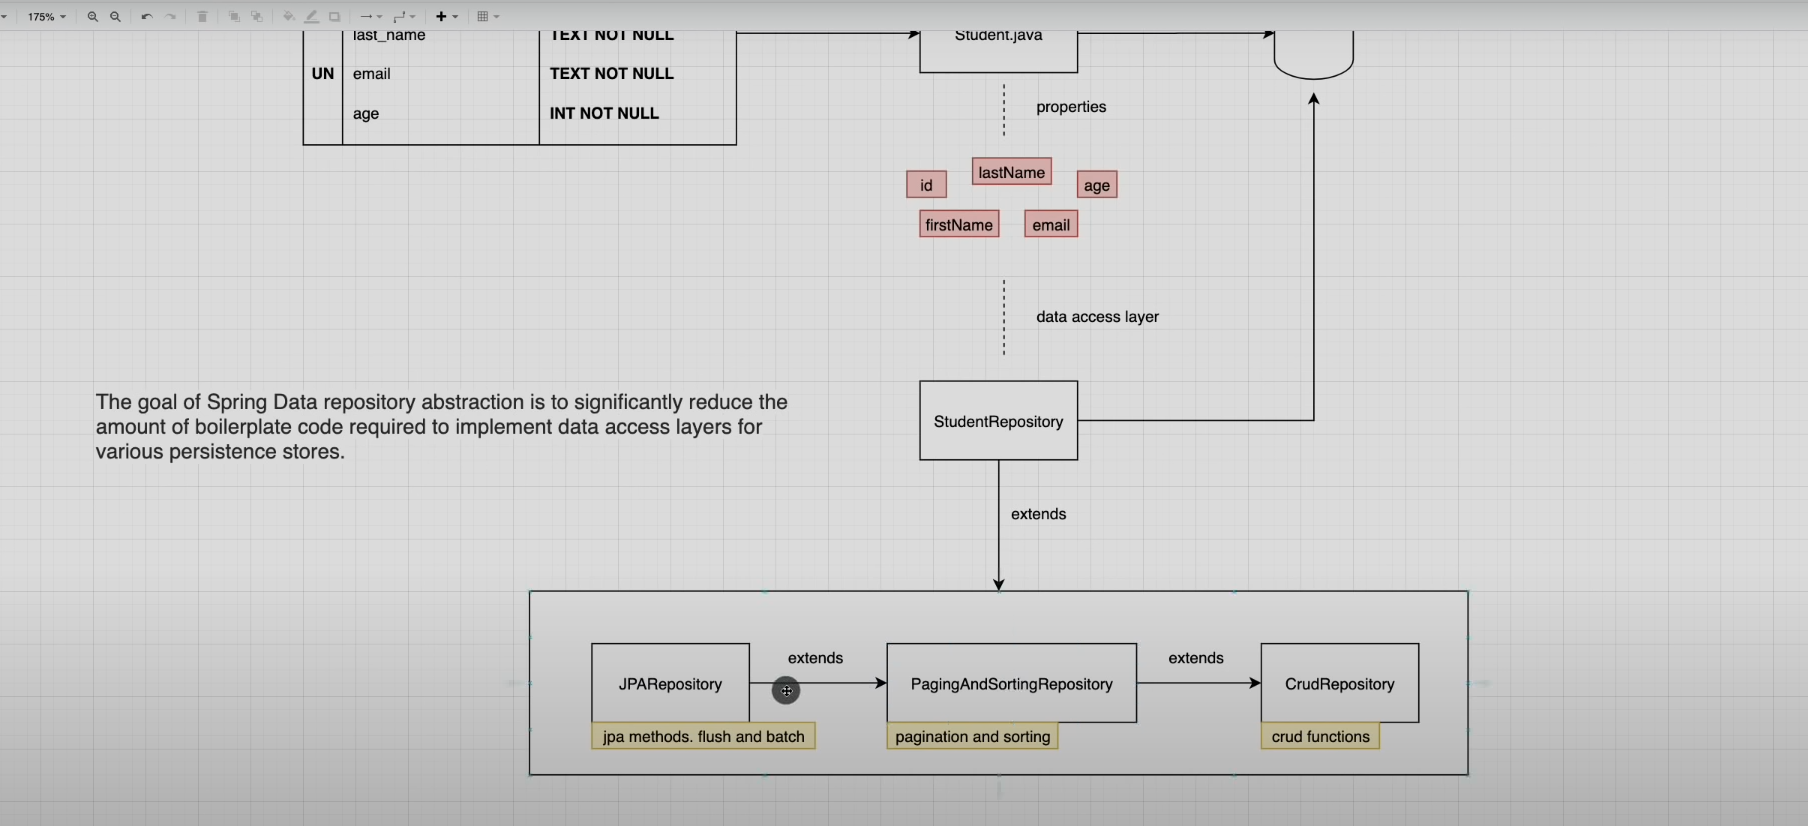 175%
last_name
TEXT NOT NULL
Student.java
UN
email
TEXT NOT NULL
age
INT NOT NULL
properties
id
lastName
age
firstName
email
data access layer
The goal of Spring Data repository abstraction is to significantly reduce the
amount of boilerplate code required to implement data access layers for
various persistence stores.
StudentRepository
extends
JPARepository
extends
PagingAndSortingRepository
extends
CrudRepository
jpa methods. flush and batch
pagination and sorting
crud functions